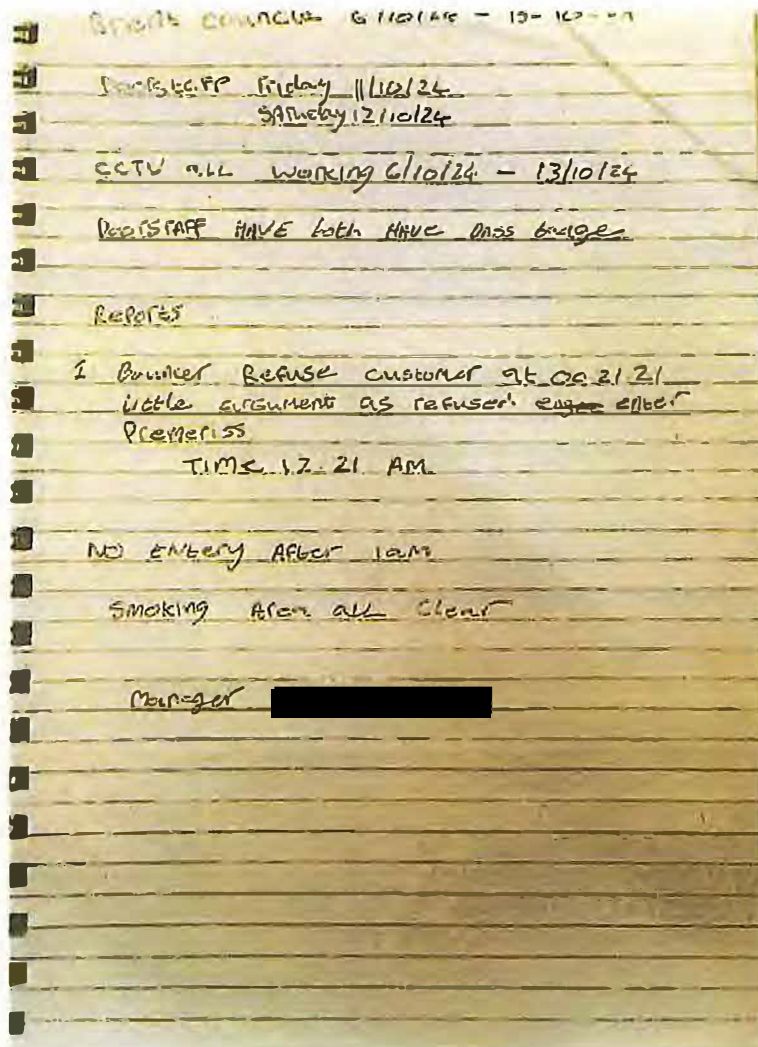 Brent council 6/10/24 - 13-10-24
Doorstaff Friday 11/10/24
Saturday 12/10/24
CCTV all working 6/10/24 - 13/10/24
DoorSTAFF HAVE both HAVE pass badge
Reports
1 Bouncer Refuse customer at 00 21 21
little argument as refused enter
Premeriss
TIME 12.21 AM
NO ENtery After 1am
Smoking Area all Clear
Manager